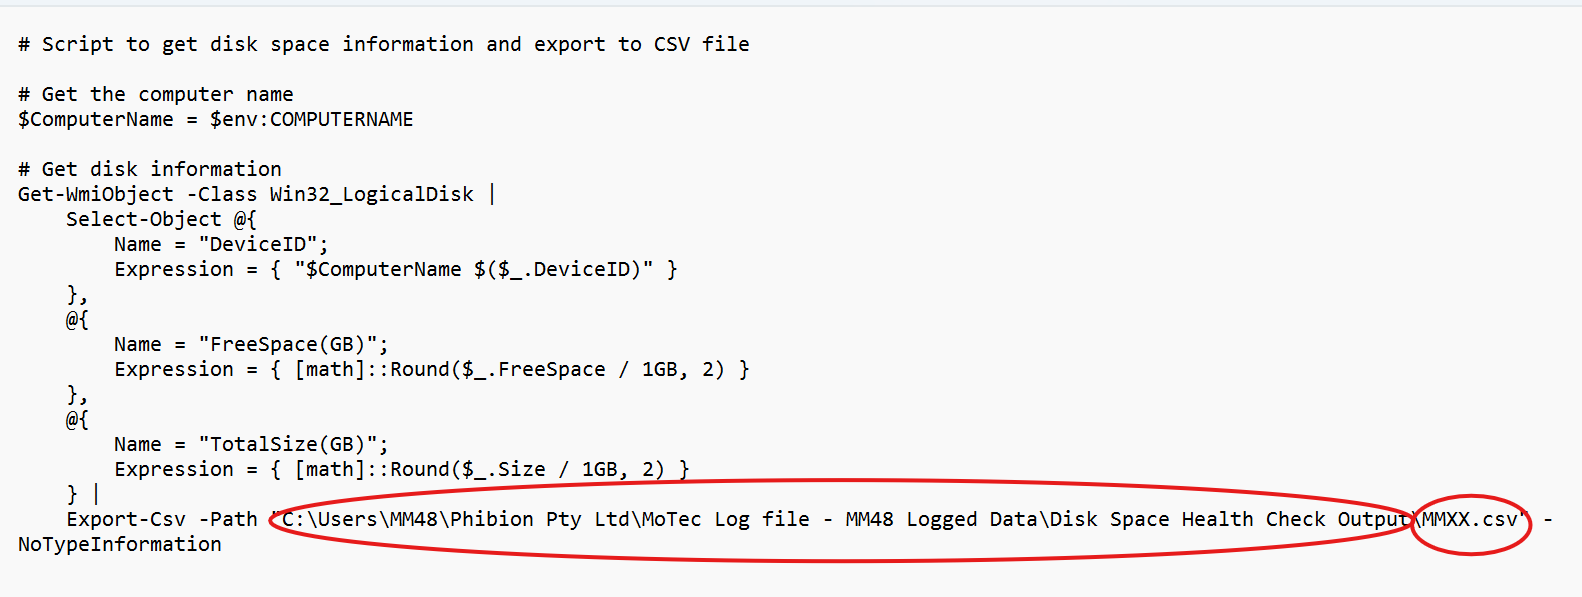 # Script to get disk space information and export to CSV file
# Get the computer name
$ComputerName = $env:COMPUTERNAME
# Get disk information
Get-WmiObject -Class Win32_LogicalDisk |
    Select-Object @{
        Name = "DeviceID";
        Expression = { "$ComputerName $($_.DeviceID)" }
    },
    @{
        Name = "FreeSpace(GB)";
        Expression = { [math]::Round($_.FreeSpace / 1GB, 2) }
    },
    @{
        Name = "TotalSize(GB)";
        Expression = { [math]::Round($_.Size / 1GB, 2) }
    } |
    Export-Csv -Path "C:\Users\MM48\Phibion Pty Ltd\MoTec Log file - MM48 Logged Data\Disk Space Health Check Output\MMXX.csv" -
NoTypeInformation